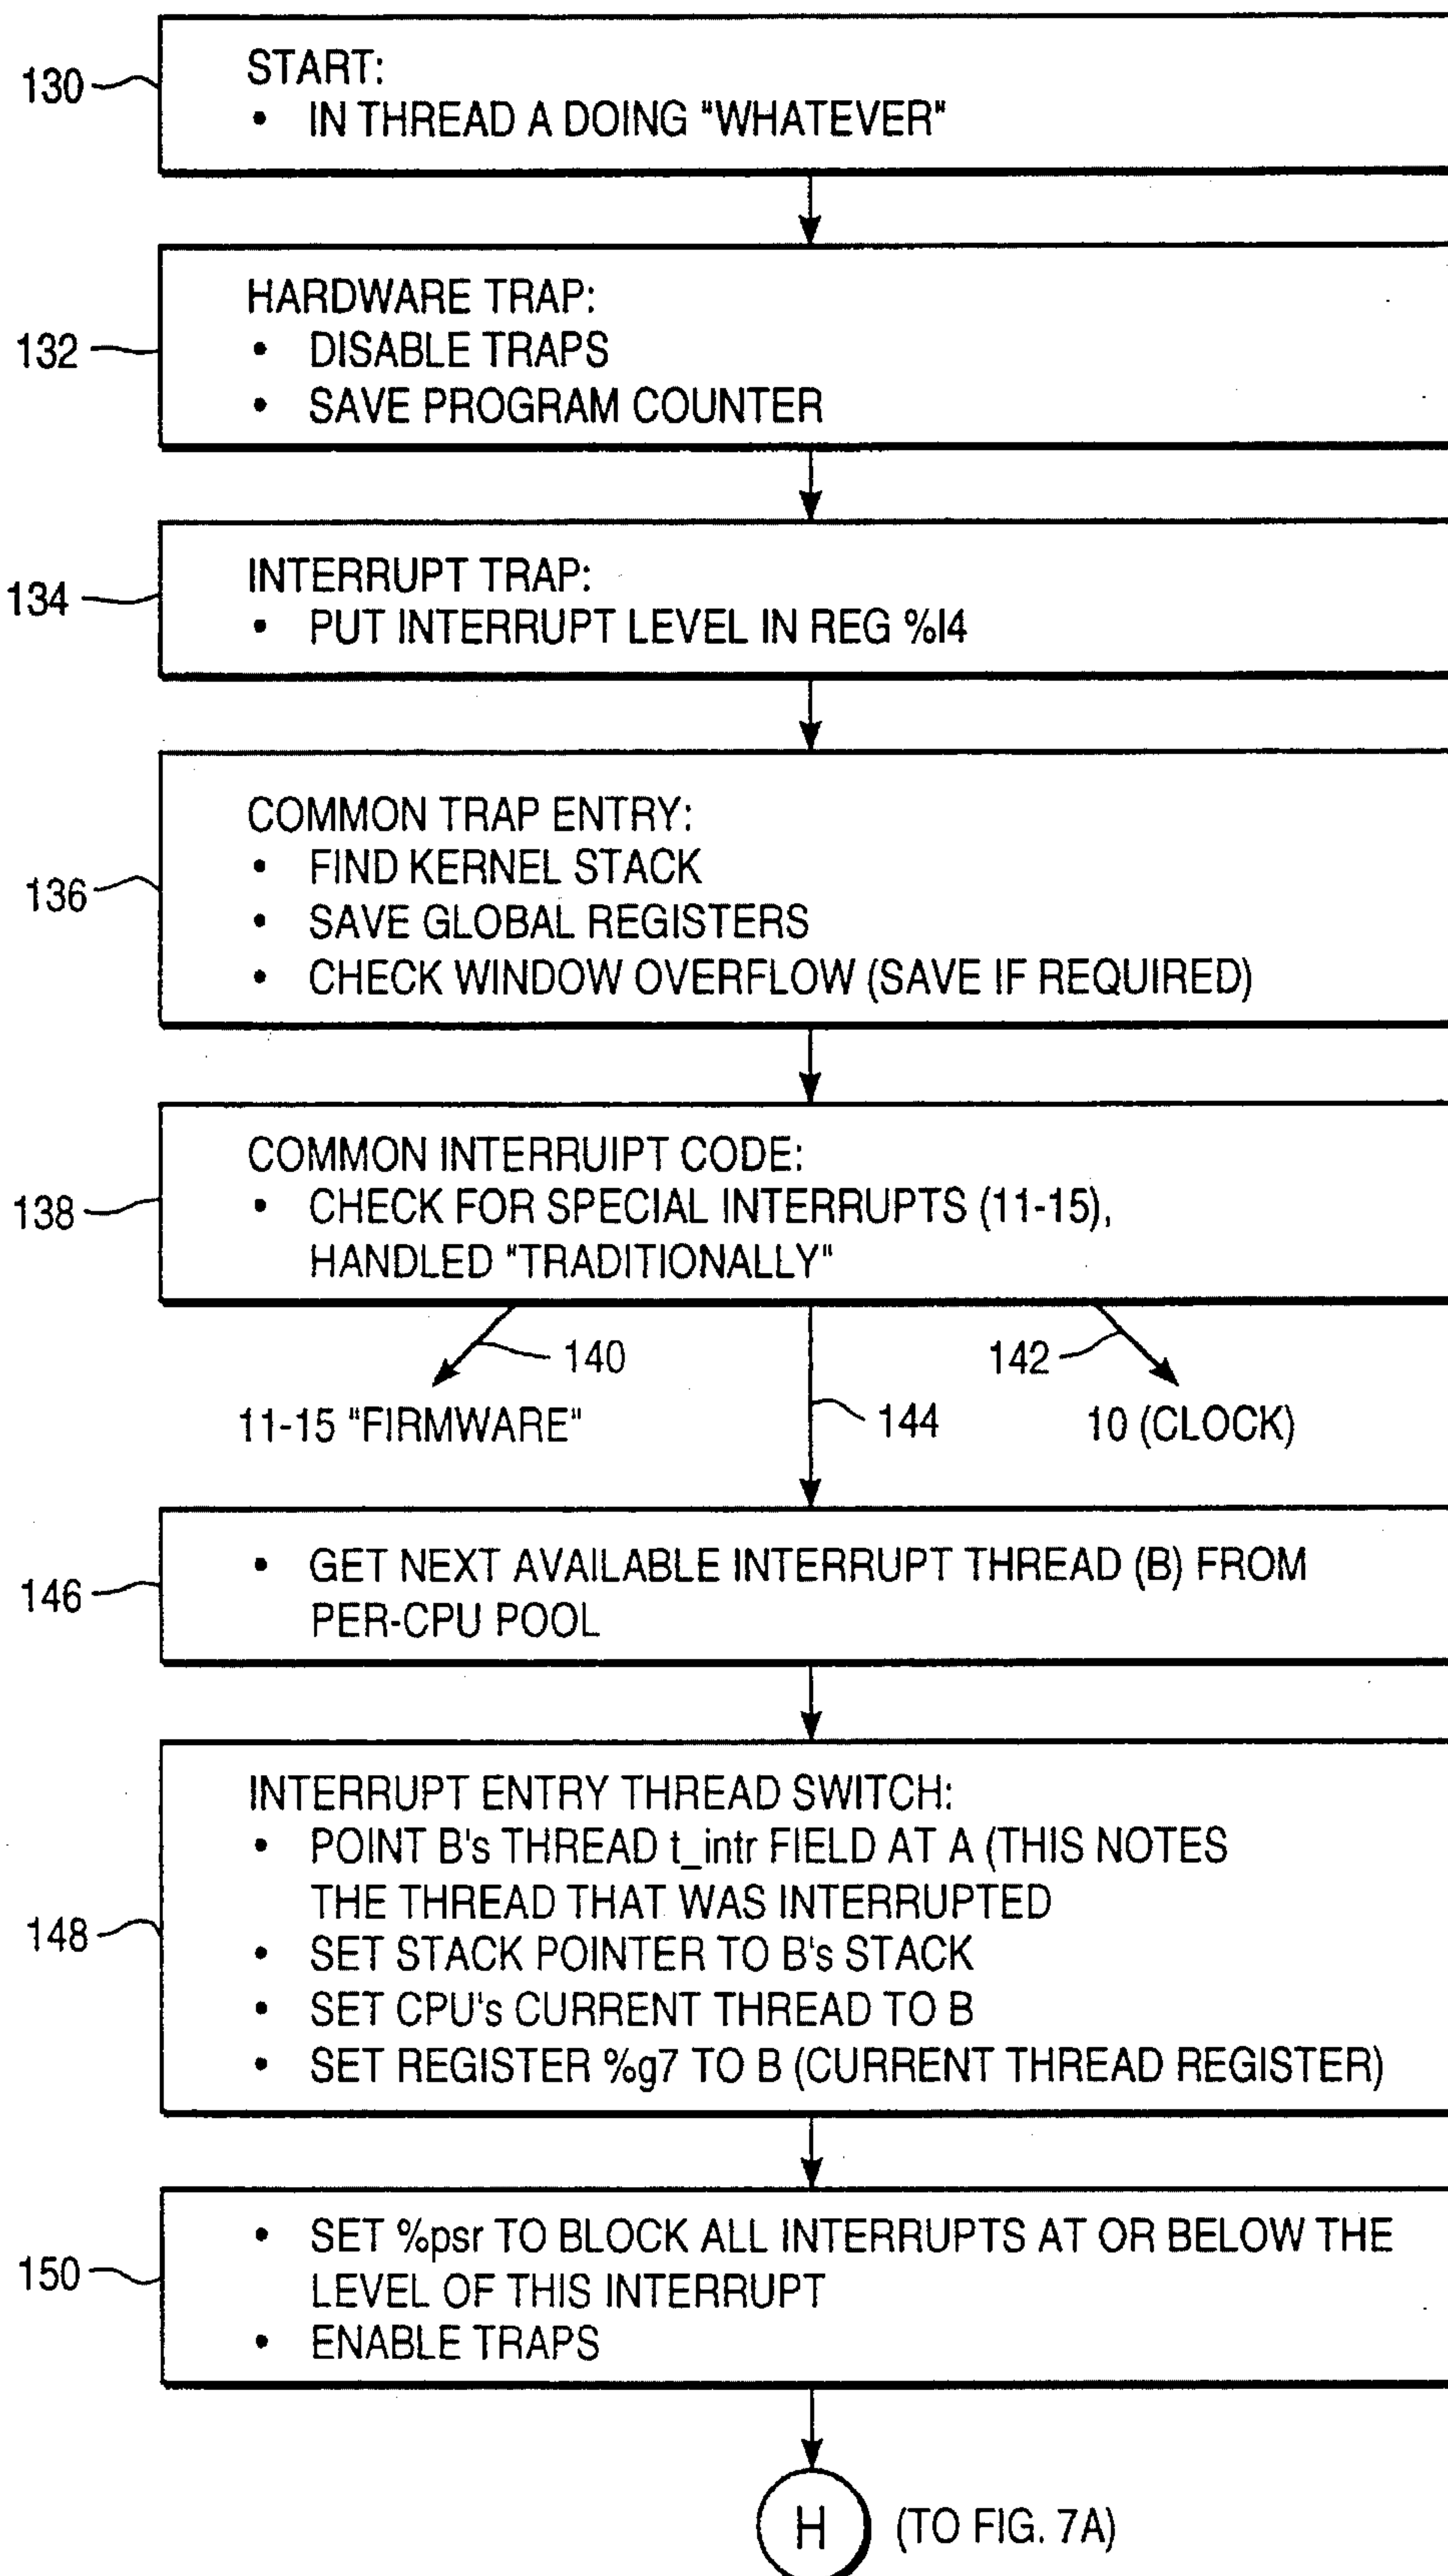 130
START:
• IN THREAD A DOING "WHATEVER"
132
HARDWARE TRAP:
• DISABLE TRAPS
• SAVE PROGRAM COUNTER
134
INTERRUPT TRAP:
• PUT INTERRUPT LEVEL IN REG %l4
136
COMMON TRAP ENTRY:
• FIND KERNEL STACK
• SAVE GLOBAL REGISTERS
• CHECK WINDOW OVERFLOW (SAVE IF REQUIRED)
138
COMMON INTERRUIPT CODE:
• CHECK FOR SPECIAL INTERRUPTS (11-15),
HANDLED "TRADITIONALLY"
140
142
11-15 "FIRMWARE"
144
10 (CLOCK)
146
• GET NEXT AVAILABLE INTERRUPT THREAD (B) FROM
PER-CPU POOL
148
INTERRUPT ENTRY THREAD SWITCH:
• POINT B's THREAD t_intr FIELD AT A (THIS NOTES
THE THREAD THAT WAS INTERRUPTED
• SET STACK POINTER TO B's STACK
• SET CPU's CURRENT THREAD TO B
• SET REGISTER %g7 TO B (CURRENT THREAD REGISTER)
150
• SET %psr TO BLOCK ALL INTERRUPTS AT OR BELOW THE
LEVEL OF THIS INTERRUPT
• ENABLE TRAPS
H (TO FIG. 7A)